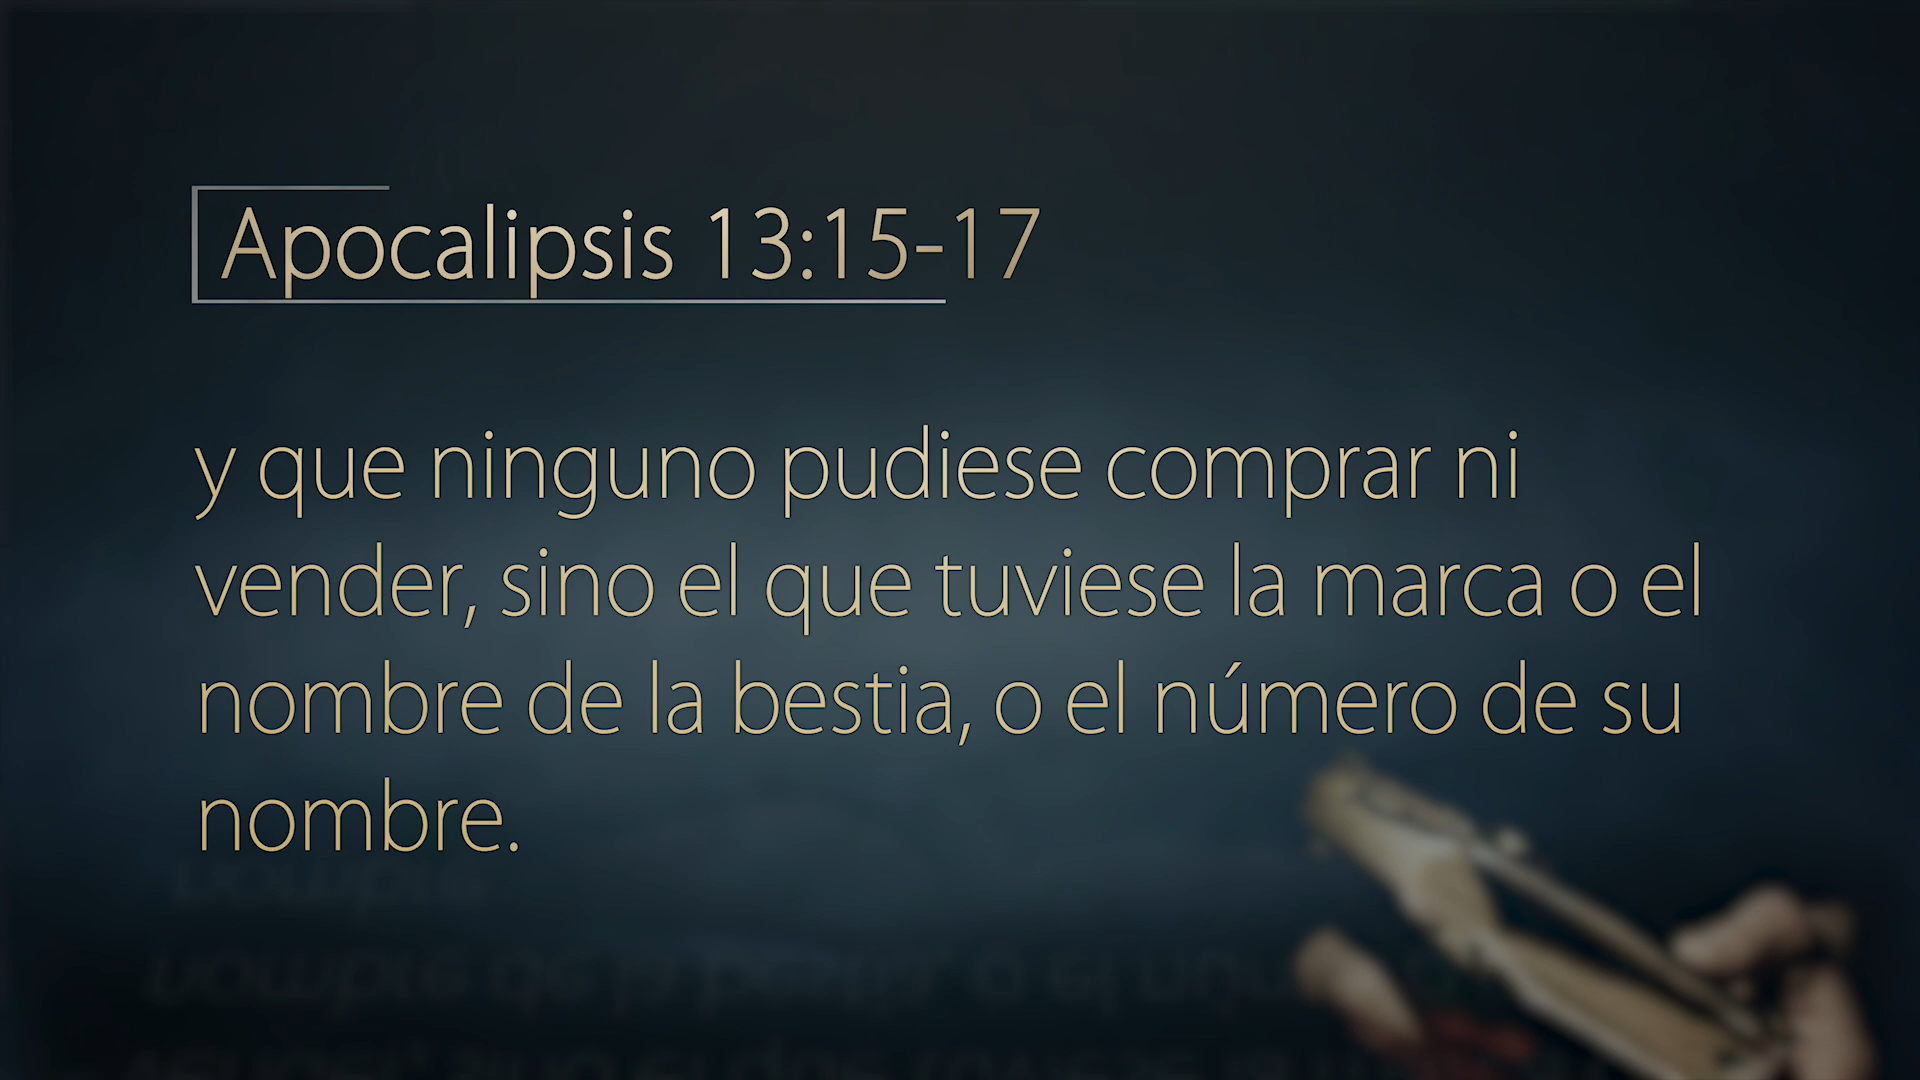 Apocalipsis 13:15-17
y que ninguno pudiese comprar ni
vender, sino el que tuviese la marca o el
nombre de la bestia, o el número de su
nombre.